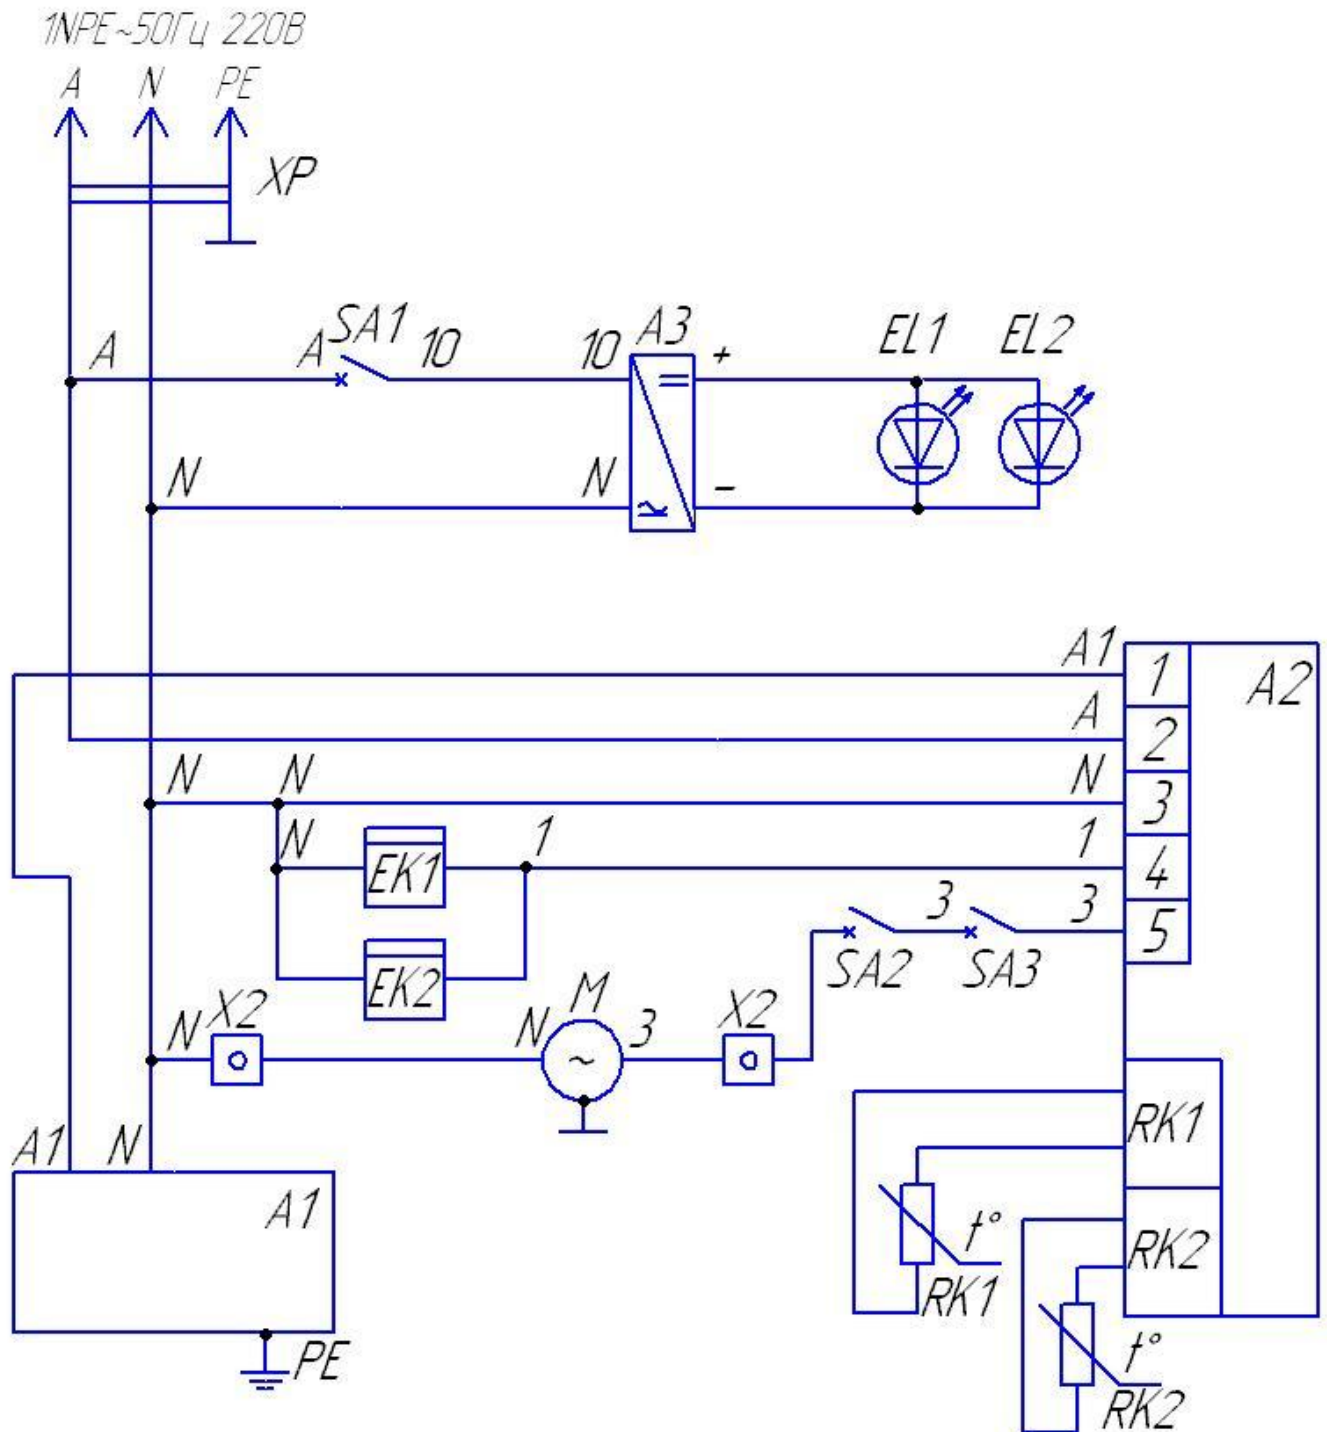 1NPE~50Гц 220В
A N PE
XP
A A SA1 10 10 A3 + EL1 EL2
N N -
A1 1 A2
A 2
N N N 3
N EK1 1 1 4
3 3 5
EK2 SA2 SA3
N X2 N M 3 X2
~
RK1
A1 N
A1
t°
RK1
RK2
PE
t°
RK2